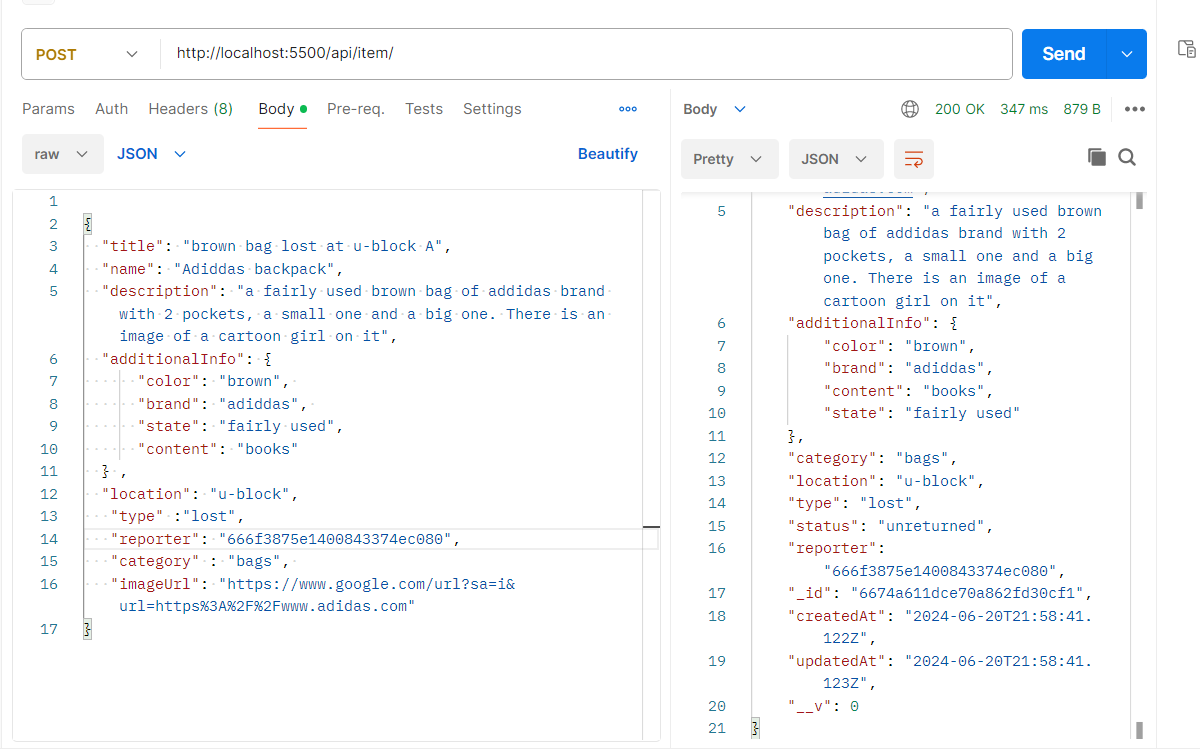 POST
http://localhost:5500/api/item/
Send
Params Auth Headers (8) Body Pre-req. Tests Settings
raw JSON Beautify
1
2 {
3 "title": "brown bag lost at u-block A",
4 "name": "Adiddas backpack",
5 "description": "a fairly used brown bag of addidas brand
with 2 pockets, a small one and a big one. There is an
image of a cartoon girl on it",
6 "additionalInfo": {
7 "color": "brown",
8 "brand": "adiddas",
9 "state": "fairly used",
10 "content": "books"
11 } ,
12 "location": "u-block",
13 "type" :"lost",
14 "reporter": "666f3875e1400843374ec080",
15 "category" : "bags",
16 "imageUrl": "https://www.google.com/url?sa=i&
url=https%3A%2F%2Fwww.adidas.com"
17 }
Body 200 OK 347 ms 879 B
Pretty JSON
5 "description": "a fairly used brown
bag of addidas brand with 2
pockets, a small one and a big
one. There is an image of a
cartoon girl on it",
6 "additionalInfo": {
7 "color": "brown",
8 "brand": "adiddas",
9 "content": "books",
10 "state": "fairly used"
11 },
12 "category": "bags",
13 "location": "u-block",
14 "type": "lost",
15 "status": "unreturned",
16 "reporter":
"666f3875e1400843374ec080",
17 "_id": "6674a611dce70a862fd30cf1",
18 "createdAt": "2024-06-20T21:58:41.
122Z",
19 "updatedAt": "2024-06-20T21:58:41.
123Z",
20 "__v": 0
21 }